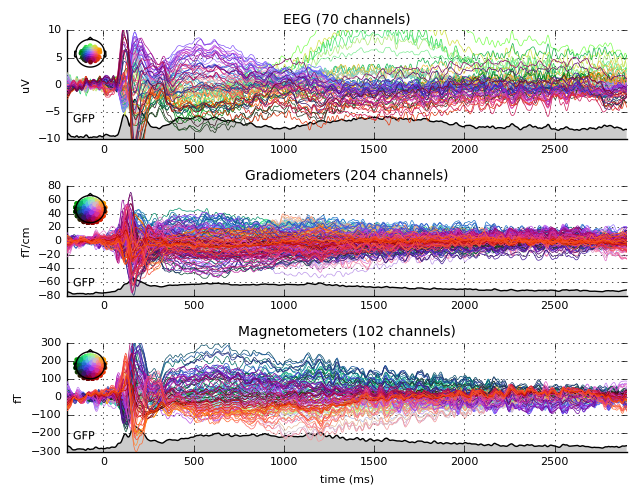 EEG (70 channels)
10
5
0
−5
−10
uV
GFP
0 500 1000 1500 2000 2500
Gradiometers (204 channels)
80
60
40
20
0
−20
−40
−60
−80
fT/cm
GFP
0 500 1000 1500 2000 2500
Magnetometers (102 channels)
300
200
100
0
−100
−200
−300
fT
GFP
0 500 1000 1500 2000 2500
time (ms)